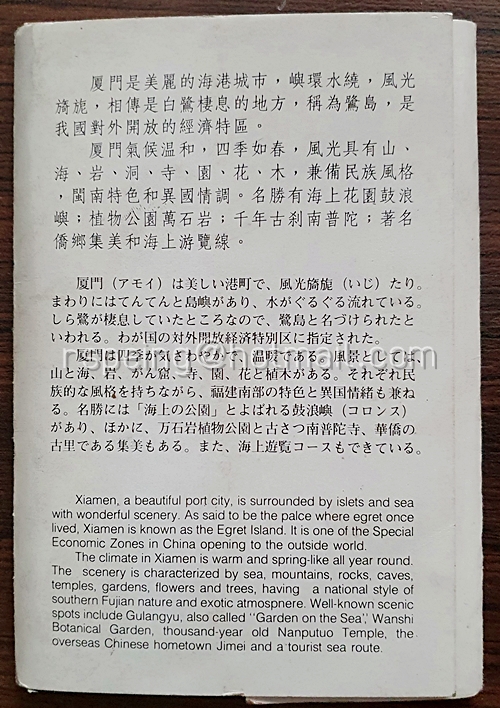 厦門是美麗的海港城市，嶼環水繞，風光
旖旎，相傳是白鷺棲息的地方，稱為鷺島，是
我國對外開放的經濟特區。
厦門氣候温和，四季如春，風光具有山、
海、岩、洞、寺、園、花、木，兼備民族風格
，閩南特色和異國情調。名勝有海上花園鼓浪
嶼；植物公園萬石岩；千年古刹南普陀；著名
僑鄉集美和海上游覽線。
厦門（アモイ）は美しい港町で、風光旖旎（いじ）たり。
まわりにはてんてんと島嶼があり、水がぐるぐる流れている。
しら鷺が棲息していたところなので、鷺島と名づけられたと
いわれる。わが国の対外開放経済特別区に指定された。
厦門は四季が気さわやかで、温暖である。風景としては、
山と海、岩、がん窟、寺、園、花と植木がある。それぞれ民
族的な風格を持ちながら、福建南部の特色と異国情緒も兼ね
る。名勝には「海上の公園」とよばれる鼓浪嶼（コロンス）
があり、ほかに、万石岩植物公園と古さつ南普陀寺、華僑の
古里である集美もある。また、海上遊覧コースもできている。
Xiamen, a beautiful port city, is surrounded by islets and sea
with wonderful scenery. As said to be the palce where egret once
lived, Xiamen is known as the Egret Island. It is one of the Special
Economic Zones in China opening to the outside world.
The climate in Xiamen is warm and spring-like all year round.
The scenery is characterized by sea, mountains, rocks, caves,
temples, gardens, flowers and trees, having a national style of
southern Fujian nature and exotic atmospnere. Well-known scenic
spots include Gulangyu, also called ‘‘Garden on the Sea’,’ Wanshi
Botanical Garden, thousand-year old Nanputuo Temple, the
overseas Chinese hometown Jimei and a tourist sea route.